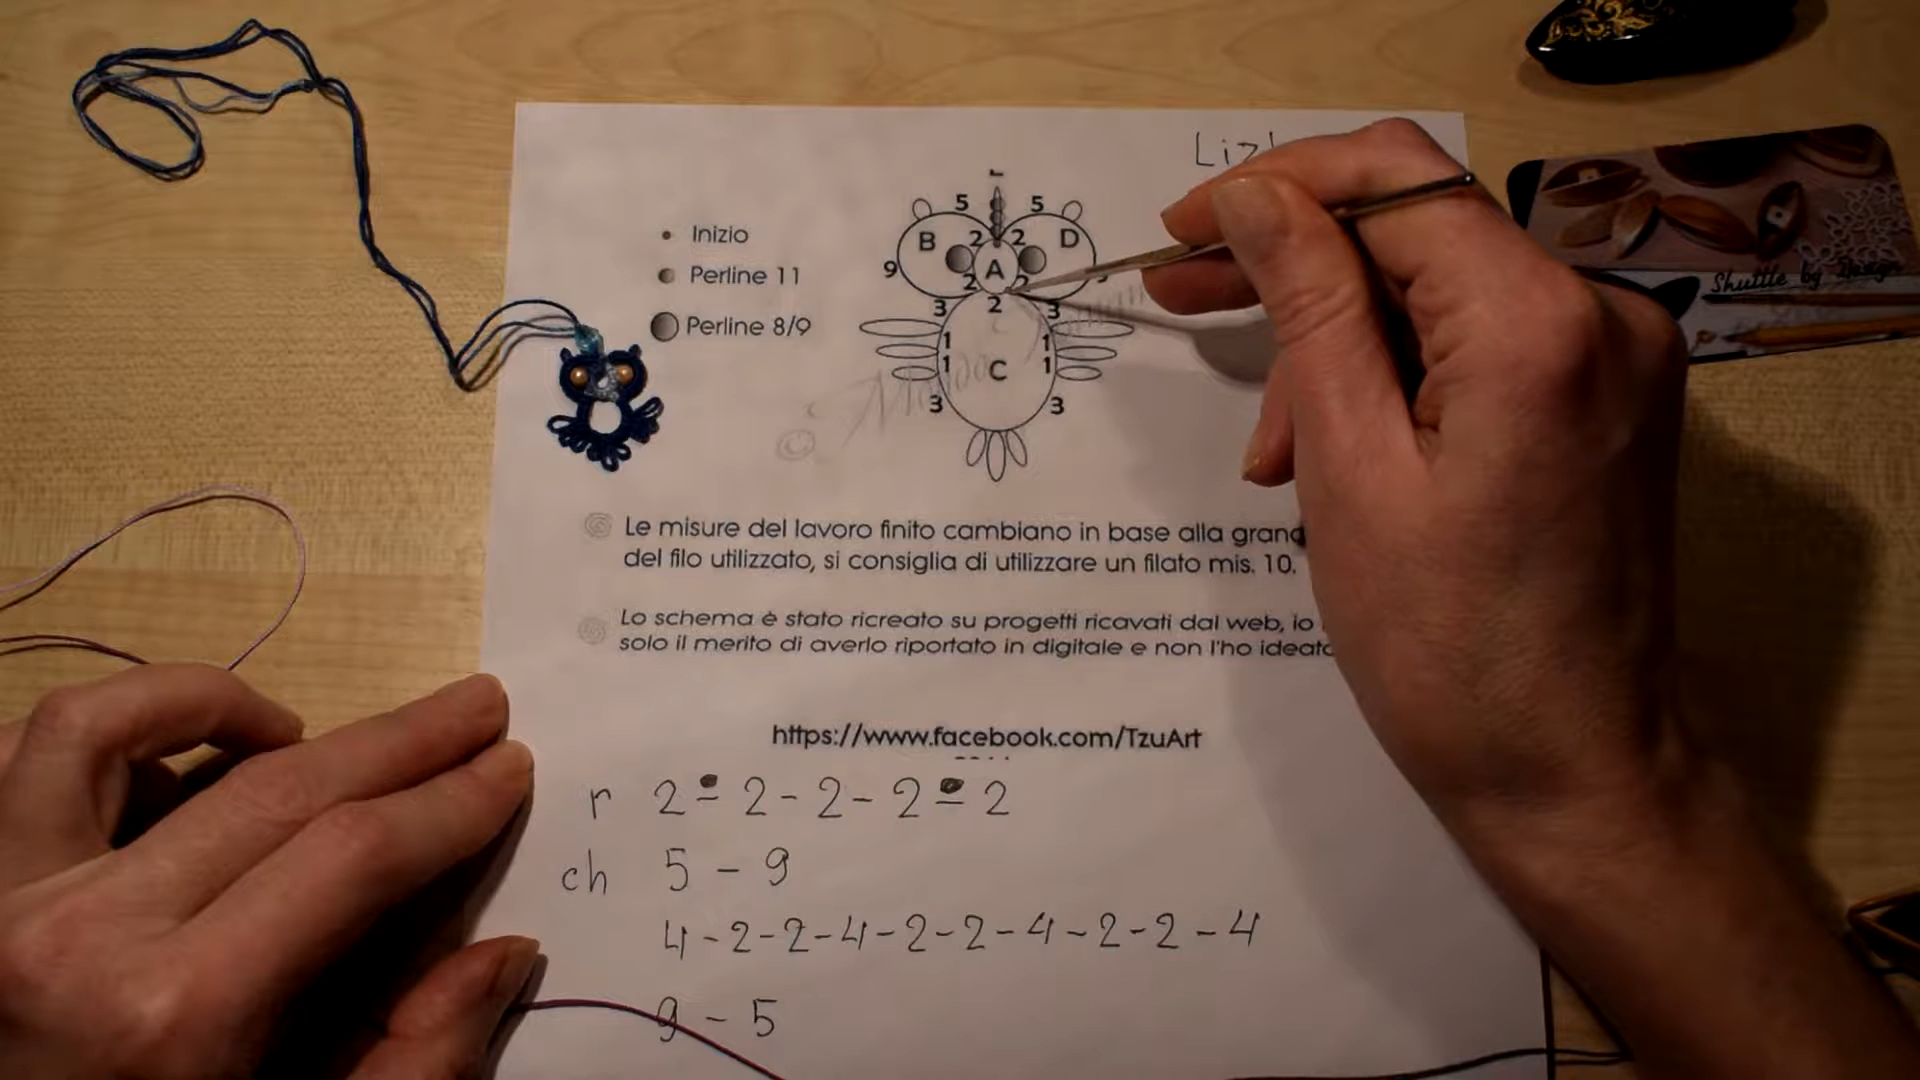 5 5
B 2 2 D
A
9 2 2
3 2 3
1 1
1 C 1
3 3
Inizio
Perline 11
Perline 8/9
Shuttle by Design
Le misure del lavoro finito cambiano in base alla
del filo utilizzato, si consiglia di utilizzare un filato mis. 10.
Lo schema è stato ricreato su progetti ricavati dal web, io
solo il merito di averlo riportato in digitale e non l'ho
https://www.facebook.com/TzuArt
r 2 - 2 - 2 - 2 - 2
ch 5 - 9
4 - 2 - 2 - 4 - 2 - 2 - 4 - 2 - 2 - 4
9 - 5